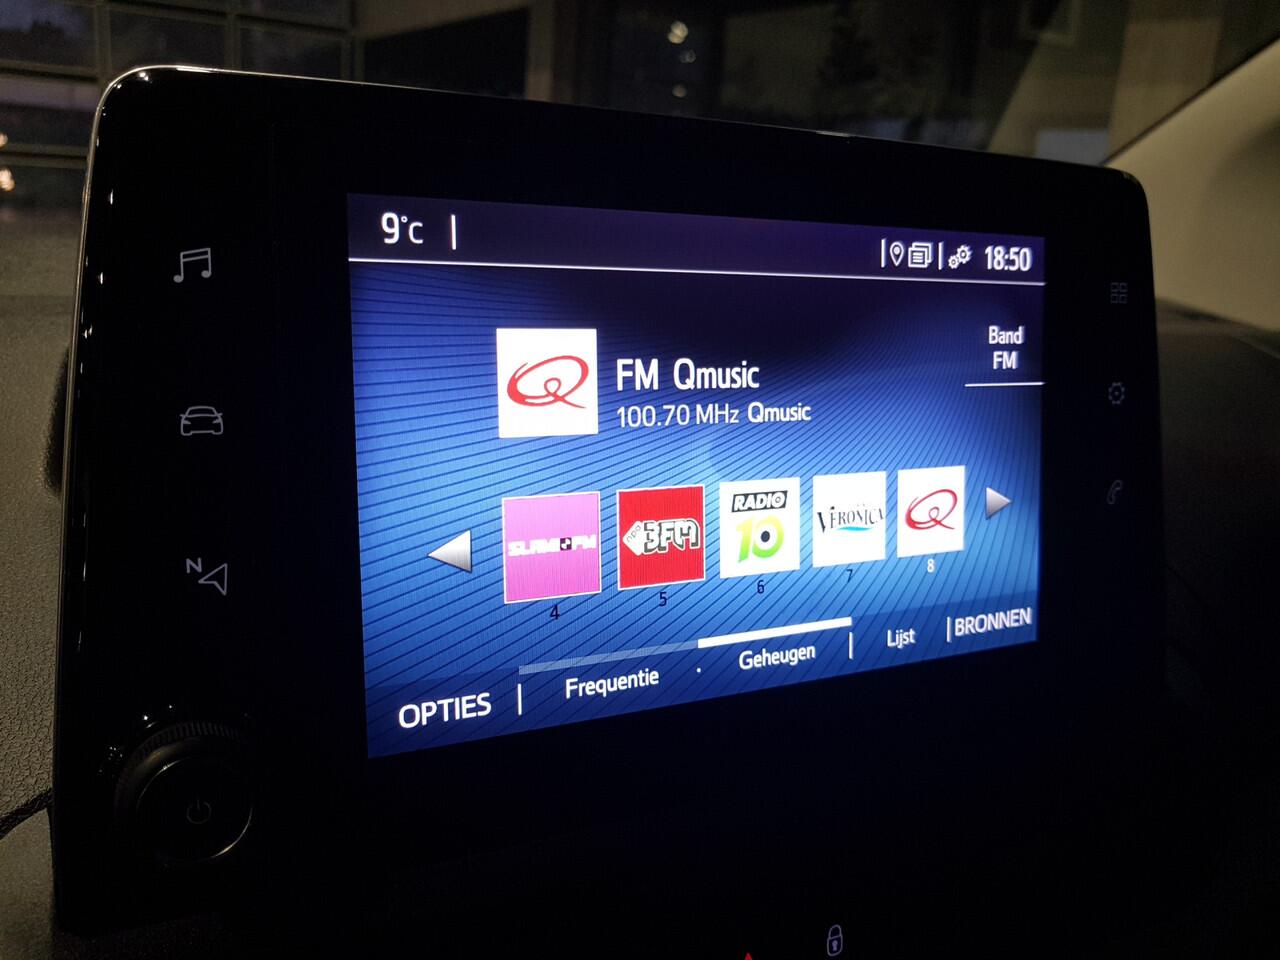 9°C
18:50
Band
FM
FM Qmusic
100.70 MHz Qmusic
SLAM!FM
npo 3FM
RADIO 10
VERONICA
4
5
6
7
8
OPTIES
Frequentie
Geheugen
Lijst
BRONNEN
N